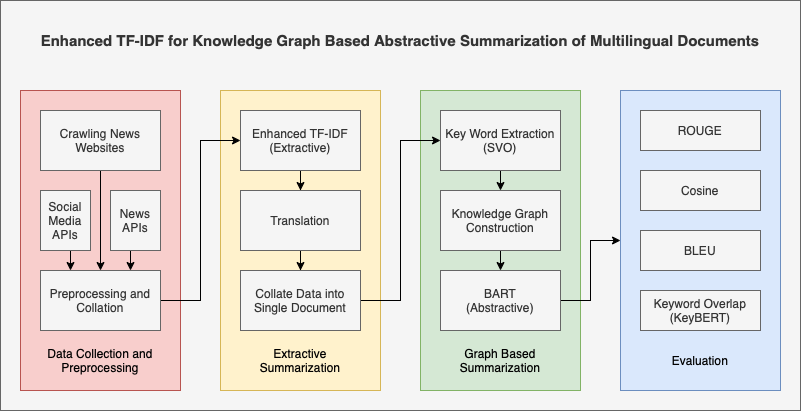 Enhanced TF-IDF for Knowledge Graph Based Abstractive Summarization of Multilingual Documents
Crawling News
Websites
Social
Media
APIs
News
APIs
Preprocessing and
Collation
Data Collection and
Preprocessing
Enhanced TF-IDF
(Extractive)
Translation
Collate Data into
Single Document
Extractive
Summarization
Key Word Extraction
(SVO)
Knowledge Graph
Construction
BART
(Abstractive)
Graph Based
Summarization
ROUGE
Cosine
BLEU
Keyword Overlap
(KeyBERT)
Evaluation